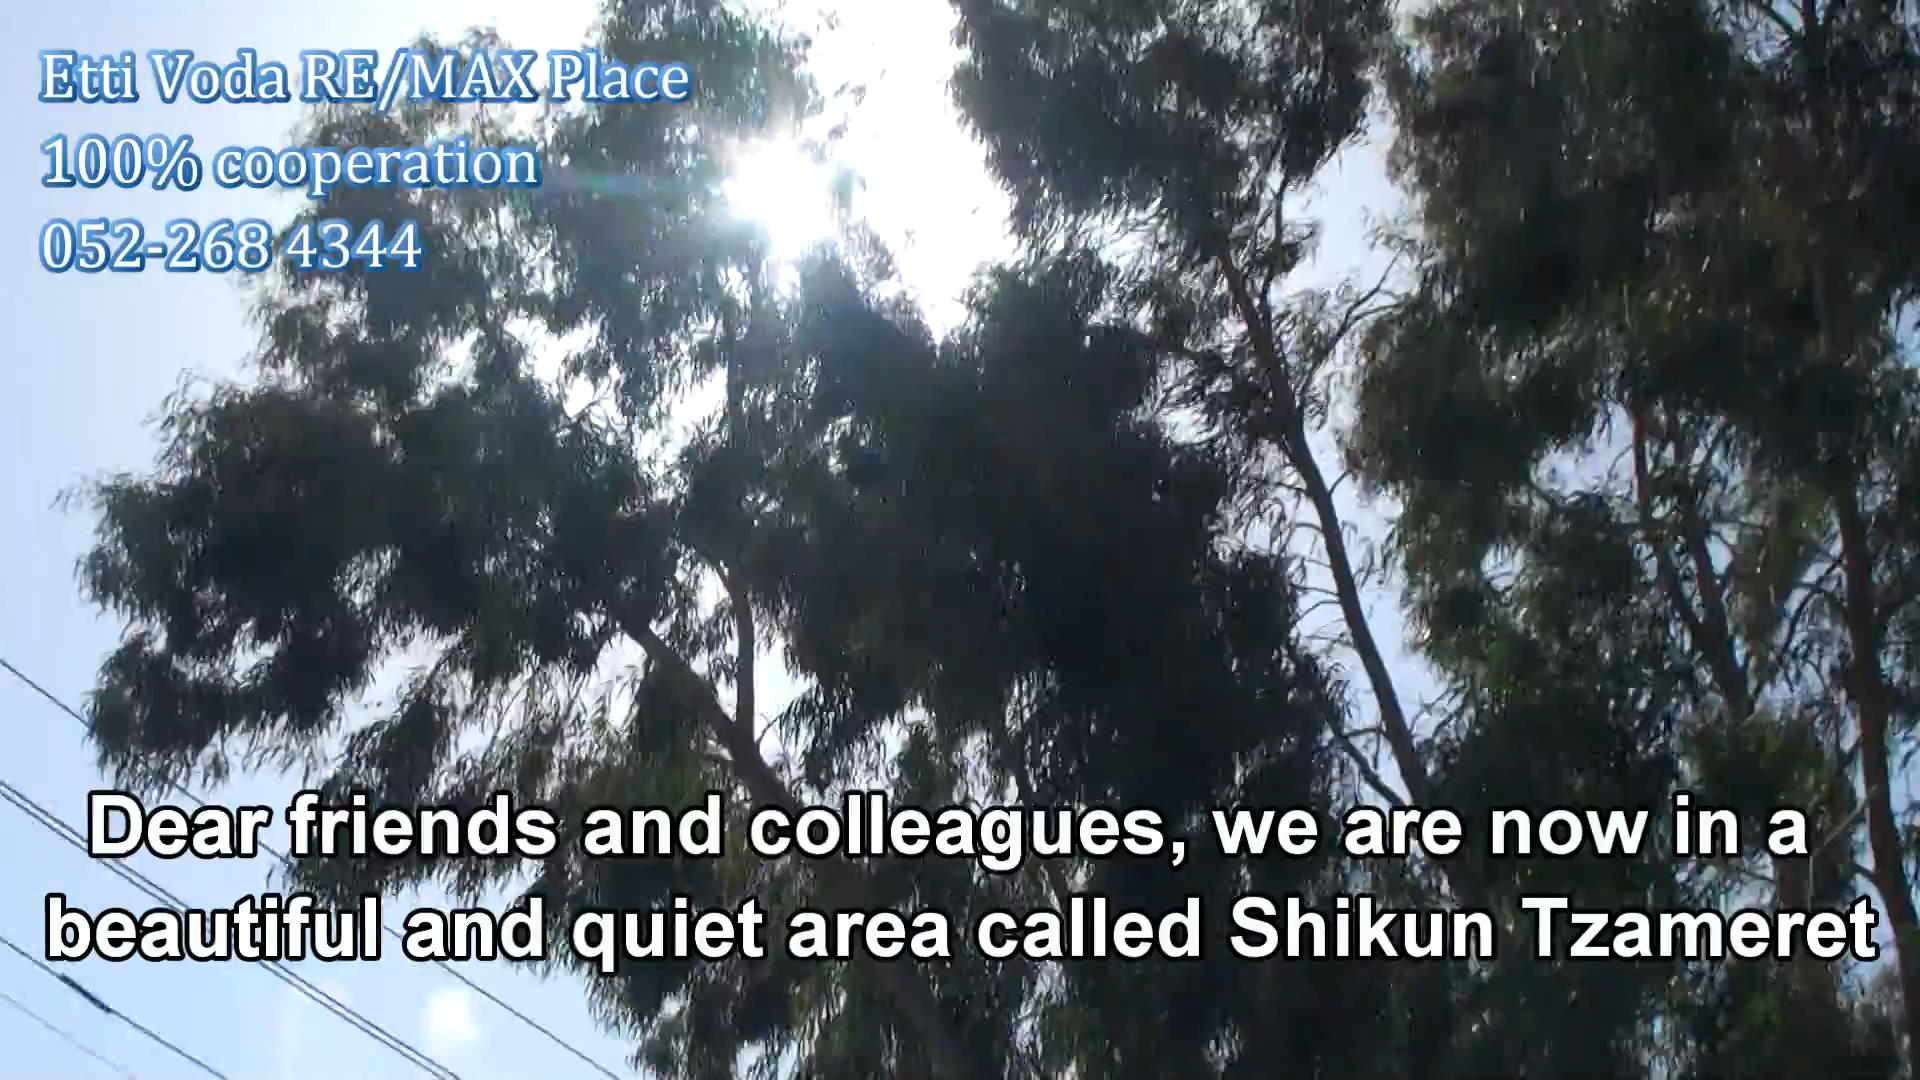 Etti Voda RE/MAX Place
100% cooperation
052-268 4344
Dear friends and colleagues, we are now in a
beautiful and quiet area called Shikun Tzameret